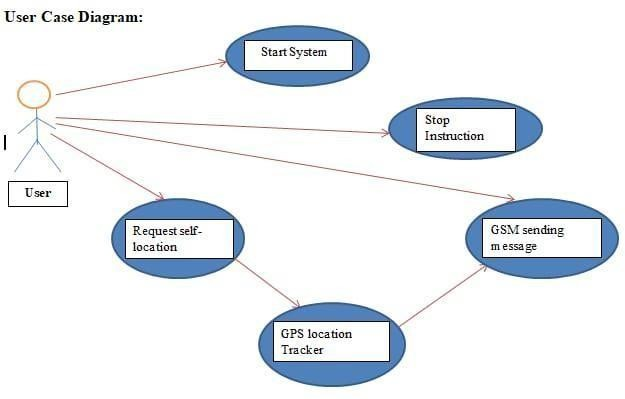 User Case Diagram:
Start System
Stop
Instruction
User
Request self-
location
GSM sending
message
GPS location
Tracker